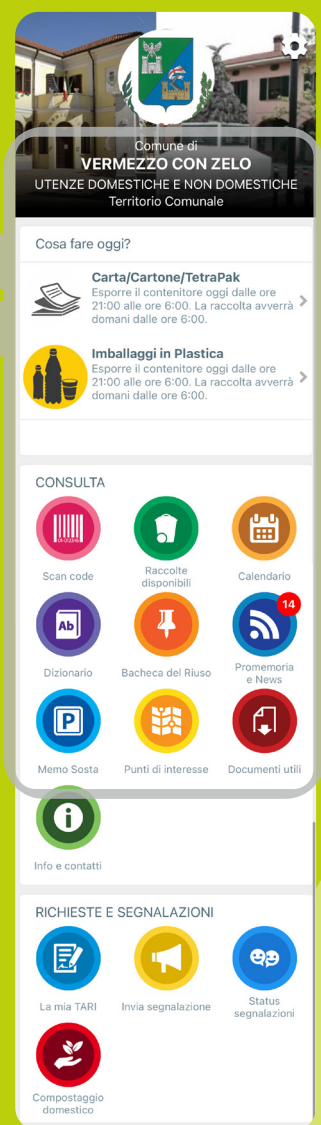 Comune di
VERMEZZO CON ZELO
UTENZE DOMESTICHE E NON DOMESTICHE
Territorio Comunale
Cosa fare oggi?
Carta/Cartone/TetraPak
Esporre il contenitore oggi dalle ore
21:00 alle ore 6:00. La raccolta avverrà
domani dalle ore 6:00.
Imballaggi in Plastica
Esporre il contenitore oggi dalle ore
21:00 alle ore 6:00. La raccolta avverrà
domani dalle ore 6:00.
CONSULTA
Scan code
Raccolte
disponibili
Calendario
14
Ab
Dizionario
Bacheca del Riuso
Promemoria
e News
P
Memo Sosta
Punti di interesse
Documenti utili
Info e contatti
RICHIESTE E SEGNALAZIONI
La mia TARI
Invia segnalazione
Status
segnalazioni
Compostaggio
domestico